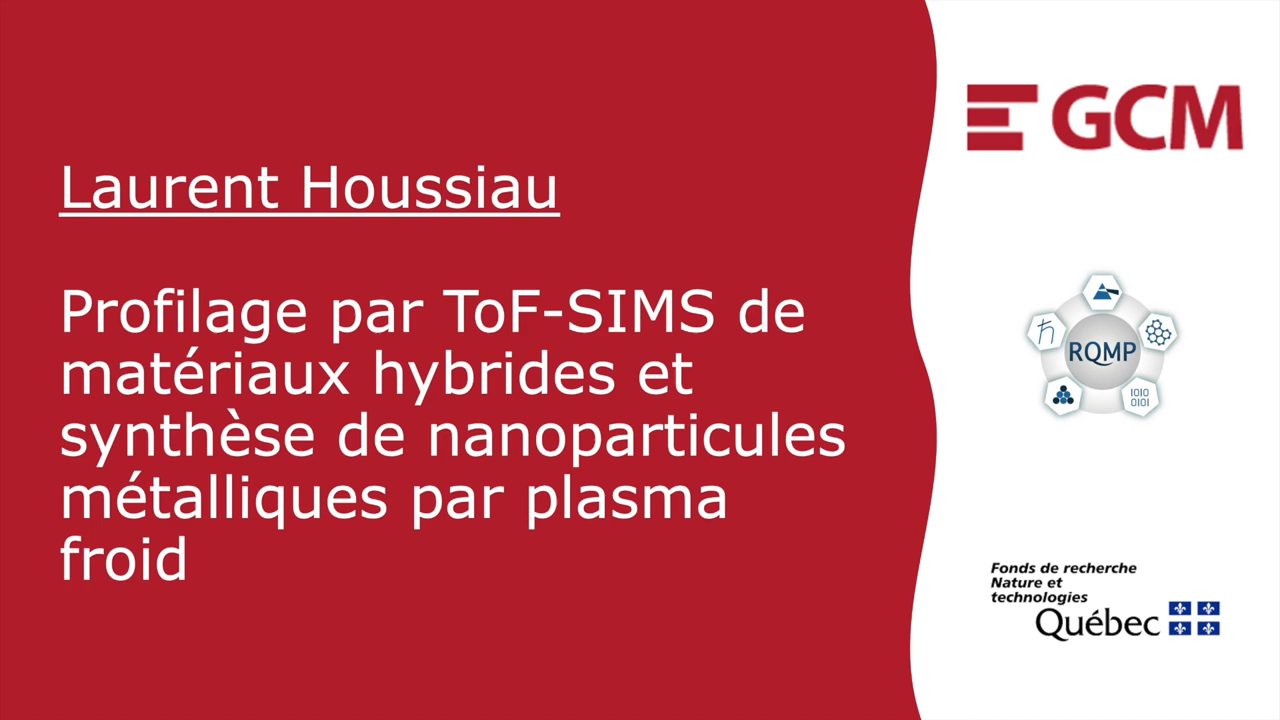 Laurent Houssiau
Profilage par ToF-SIMS de
matériaux hybrides et
synthèse de nanoparticules
métalliques par plasma
froid
GCM
ħ
RQMP
1010
0101
Fonds de recherche
Nature et
technologies
Québec